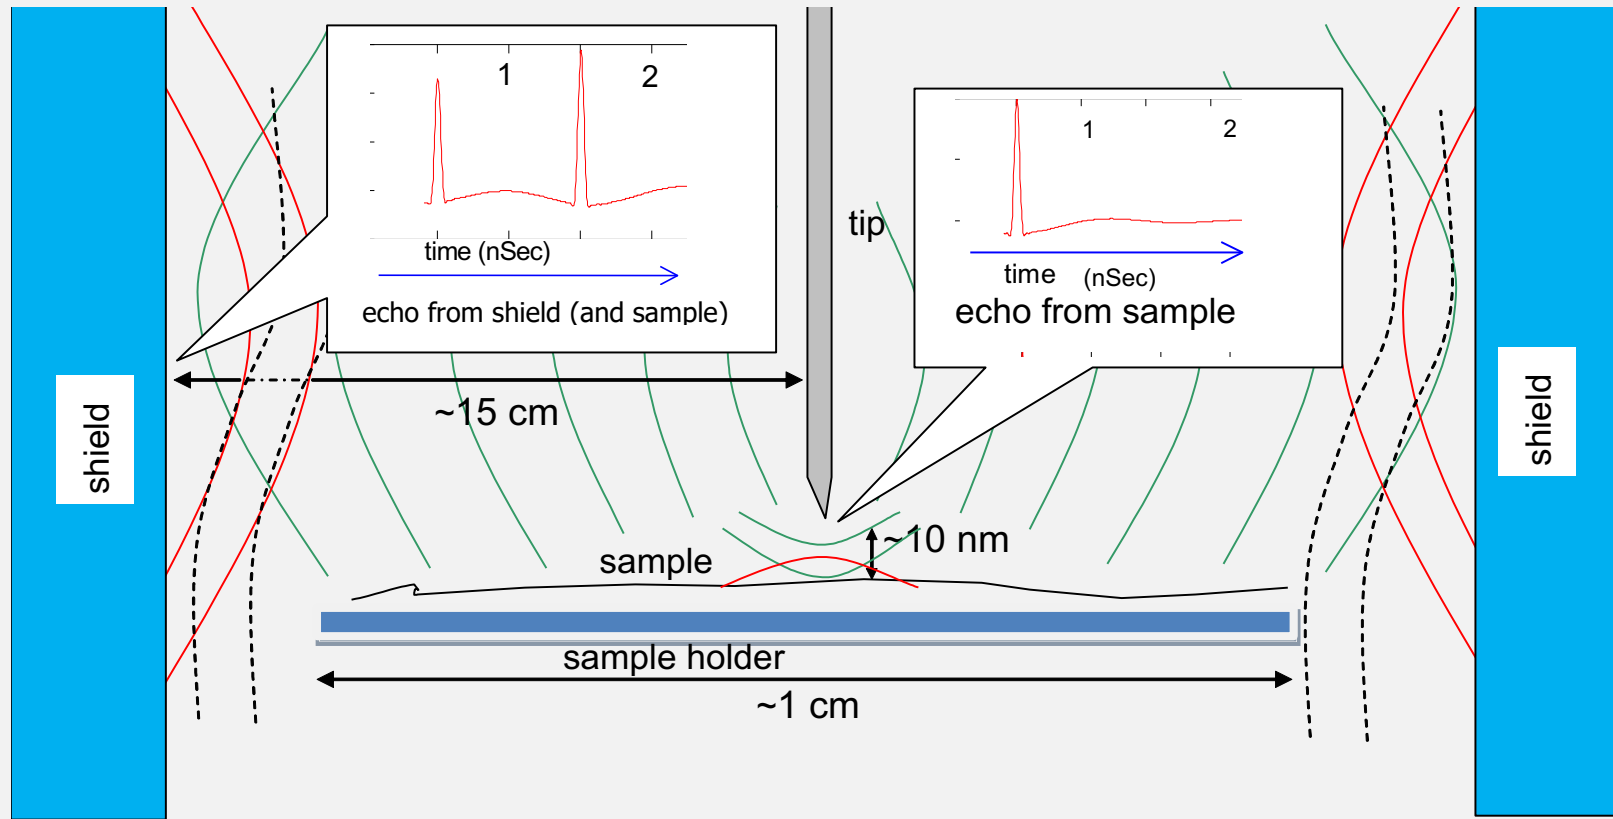 1 2
time (nSec)
echo from shield (and sample)
1 2
time (nSec)
echo from sample
tip
shield
shield
~15 cm
~10 nm
sample
sample holder
~1 cm